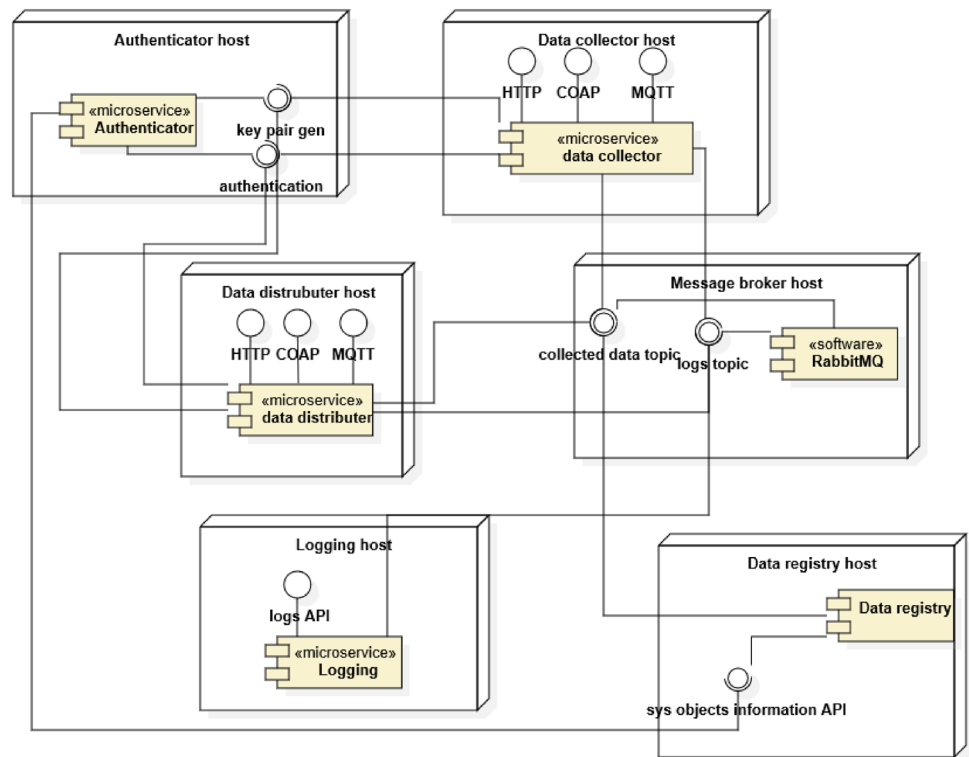 Authenticator host
«microservice»
Authenticator
key pair gen
authentication
Data collector host
HTTP
COAP
MQTT
«microservice»
data collector
Data distrubuter host
HTTP
COAP
MQTT
«microservice»
data distributer
Message broker host
collected data topic
logs topic
«software»
RabbitMQ
Logging host
logs API
«microservice»
Logging
Data registry host
Data registry
sys objects information API